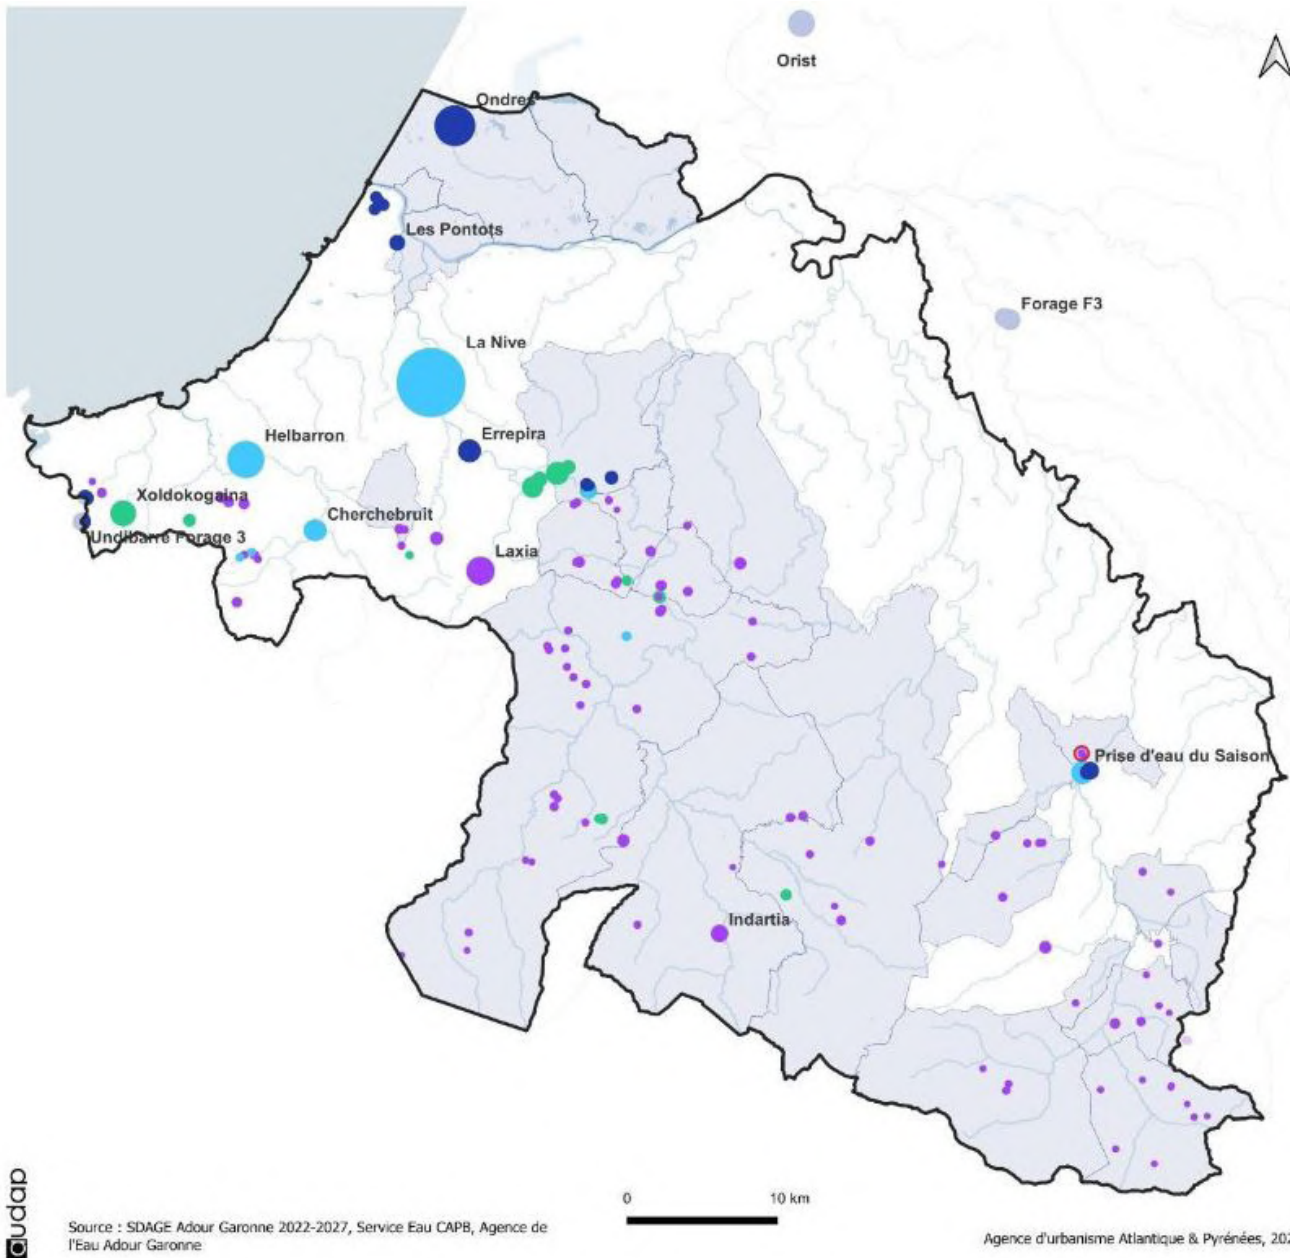 Orist
Ondres
Les Pontots
Forage F3
La Nive
Helbarron
Errepira
Xoldokogaina
Cherchebruit
Undibarre Forage 3
Laxia
Prise d'eau du Saison
Indartia
0 10 km
audap
Source : SDAGE Adour Garonne 2022-2027, Service Eau CAPB, Agence de
l'Eau Adour Garonne
Agence d'urbanisme Atlantique & Pyrénées,